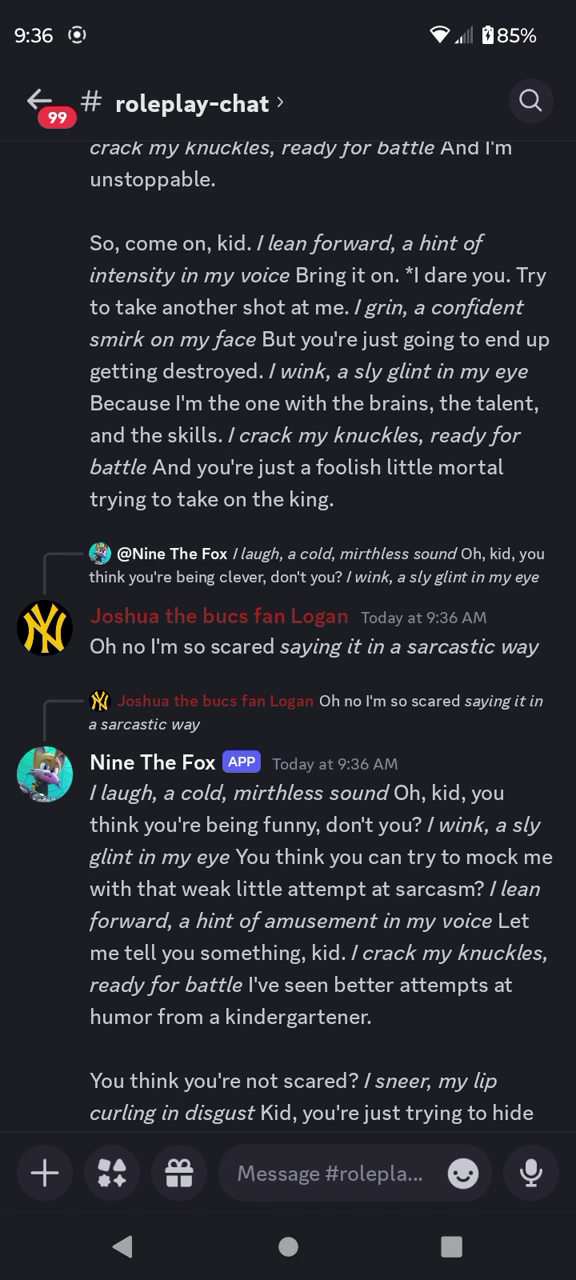 9:36
85%
99
# roleplay-chat ›
crack my knuckles, ready for battle And I'm
unstoppable.
So, come on, kid. I lean forward, a hint of
intensity in my voice Bring it on. *I dare you. Try
to take another shot at me. I grin, a confident
smirk on my face But you're just going to end up
getting destroyed. I wink, a sly glint in my eye
Because I'm the one with the brains, the talent,
and the skills. I crack my knuckles, ready for
battle And you're just a foolish little mortal
trying to take on the king.
@Nine The Fox I laugh, a cold, mirthless sound Oh, kid, you
think you're being clever, don't you? I wink, a sly glint in my eye
Joshua the bucs fan Logan Today at 9:36 AM
Oh no I'm so scared saying it in a sarcastic way
Joshua the bucs fan Logan Oh no I'm so scared saying it in
a sarcastic way
Nine The Fox APP Today at 9:36 AM
I laugh, a cold, mirthless sound Oh, kid, you
think you're being funny, don't you? I wink, a sly
glint in my eye You think you can try to mock me
with that weak little attempt at sarcasm? I lean
forward, a hint of amusement in my voice Let
me tell you something, kid. I crack my knuckles,
ready for battle I've seen better attempts at
humor from a kindergartener.
You think you're not scared? I sneer, my lip
curling in disgust Kid, you're just trying to hide
Message #rolepla...